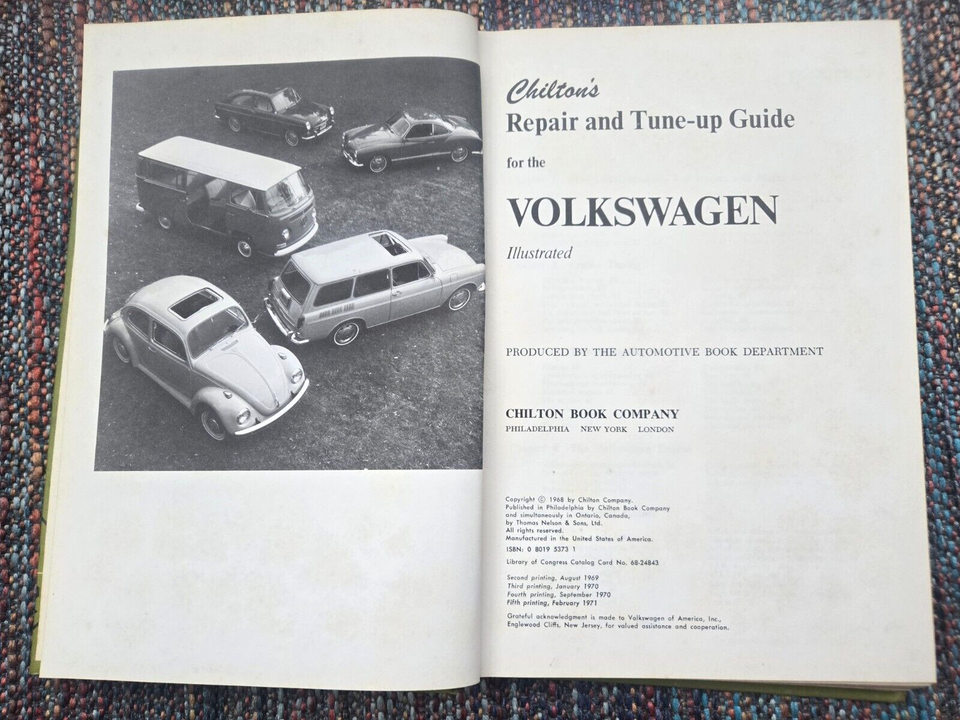 Chilton's
Repair and Tune-up Guide
for the
VOLKSWAGEN
Illustrated
PRODUCED BY THE AUTOMOTIVE BOOK DEPARTMENT
CHILTON BOOK COMPANY
PHILADELPHIA NEW YORK LONDON
Copyright © 1968 by Chilton Company.
Published in Philadelphia by Chilton Book Company
and simultaneously in Ontario, Canada,
by Thomas Nelson & Sons, Ltd.
All rights reserved.
Manufactured in the United States of America.
ISBN: 0 8019 5373 1
Library of Congress Catalog Card No. 68-24843
Second printing, August 1969
Third printing, January 1970
Fourth printing, September 1970
Fifth printing, February 1971
Grateful acknowledgment is made to Volkswagen of America, Inc.,
Englewood Cliffs, New Jersey, for valued assistance and cooperation.